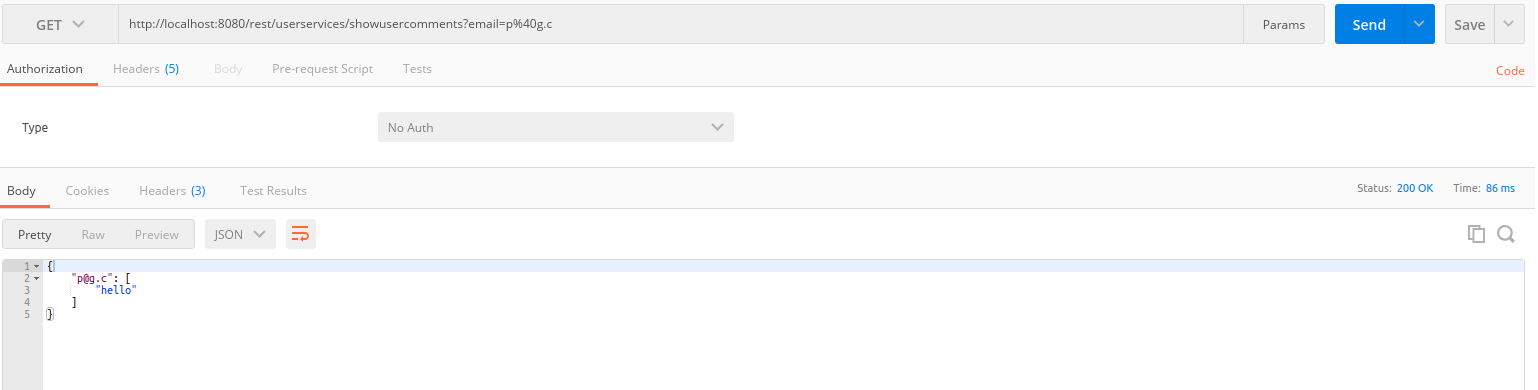 GET http://localhost:8080/rest/userservices/showusercomments?email=p%40g.c Params Send Save
Authorization Headers (5) Body Pre-request Script Tests Code
Type No Auth
Body Cookies Headers (3) Test Results Status: 200 OK Time: 86 ms
Pretty Raw Preview JSON
1 {
2 "p@g.c": [
3 "hello"
4 ]
5 }